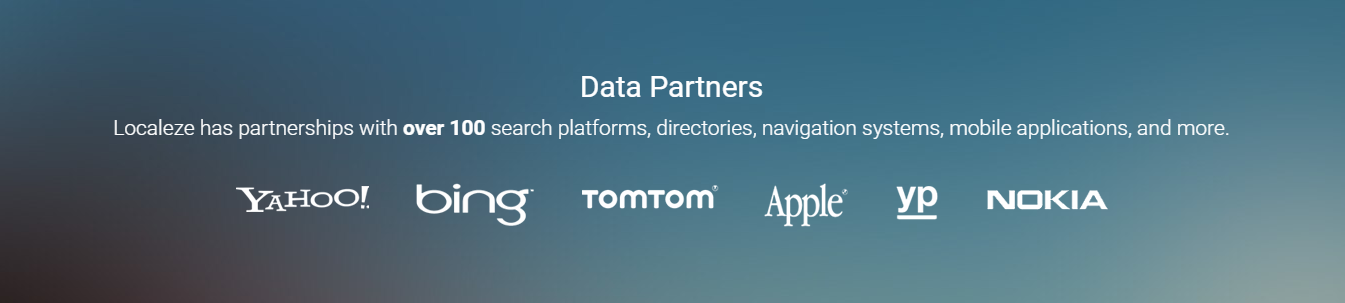 Data Partners
Localeze has partnerships with over 100 search platforms, directories, navigation systems, mobile applications, and more.
YAHOO! bing TOMTOM Apple yp NOKIA